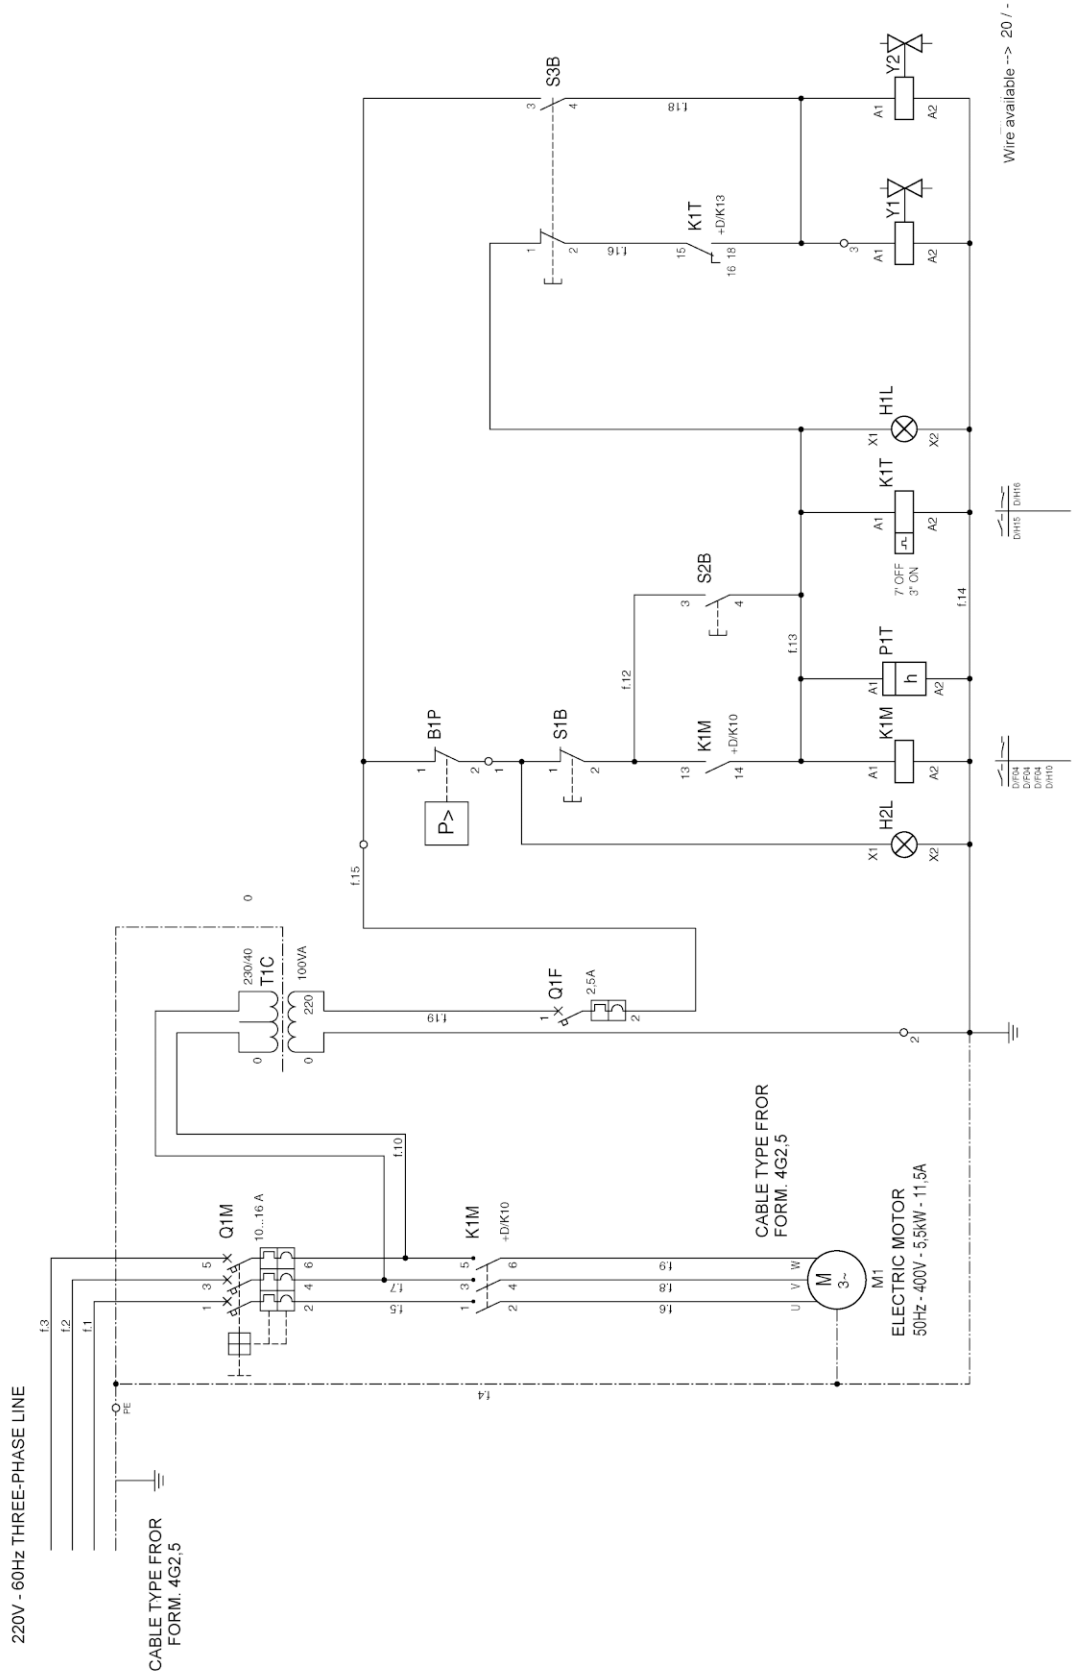 220V - 60Hz THREE-PHASE LINE
CABLE TYPE FROR
FORM. 4G2,5
PE
f.3
f.2
f.1
f.4
Q1M
10...16 A
5
3
1
6
4
2
f.7
f.5
f.10
K1M
+D/K10
5
3
1
6
4
2
f.9
f.8
f.6
W
V
U
M
3~
M1
CABLE TYPE FROR
FORM. 4G2,5
ELECTRIC MOTOR
50Hz - 400V - 5,5kW - 11,5A
230/40
T1C
100VA
0
220
0
0
f.19
1
Q1F
2,5A
2
2
f.15
B1P
1
2
P>
1
S1B
1
2
f.12
K1M
+D/K10
13
14
S2B
3
4
f.13
f.14
H2L
X1
X2
K1M
A1
A2
P1T
A1
A2
h
K1T
A1
A2
7' OFF
3" ON
H1L
X1
X2
D/F04
D/F04
D/F04
D/H10
D/H15
D/H16
S3B
3
4
1
2
f.16
f.18
K1T
+D/K13
15
16
18
3
Y1
A1
A2
Y2
A1
A2
Wire available --> 20 / -